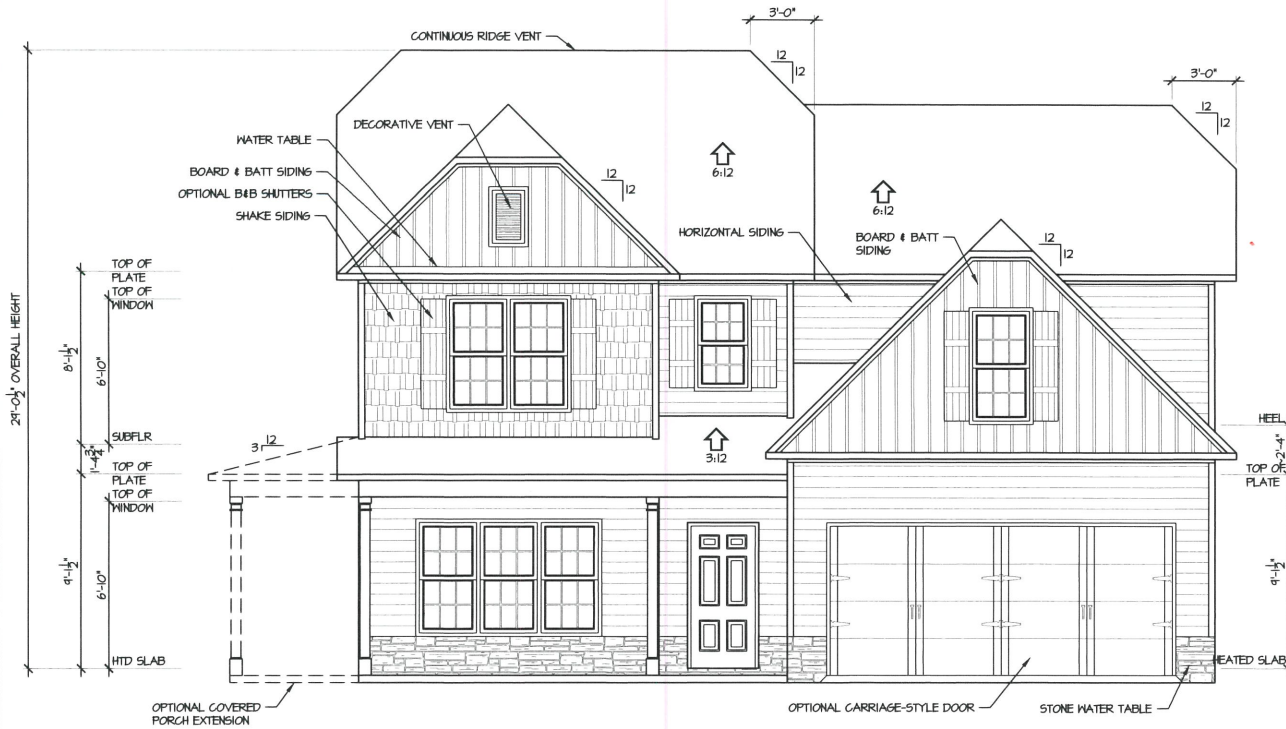 3'-0"
CONTINUOUS RIDGE VENT
12
12
3'-0"
12
12
DECORATIVE VENT
WATER TABLE
BOARD & BATT SIDING
OPTIONAL B&B SHUTTERS
SHAKE SIDING
12
12
6:12
6:12
HORIZONTAL SIDING
BOARD & BATT
SIDING
12
12
TOP OF
PLATE
TOP OF
WINDOW
29'-0½" OVERALL HEIGHT
8'-1½"
6'-10"
SUBFLR
12
3
3:12
HEEL
2'-4"
1'-4¾"
TOP OF
PLATE
TOP OF
WINDOW
TOP OF
PLATE
9'-1½"
6'-10"
9'-1½"
HTD SLAB
HEATED SLAB
OPTIONAL COVERED
PORCH EXTENSION
OPTIONAL CARRIAGE-STYLE DOOR
STONE WATER TABLE